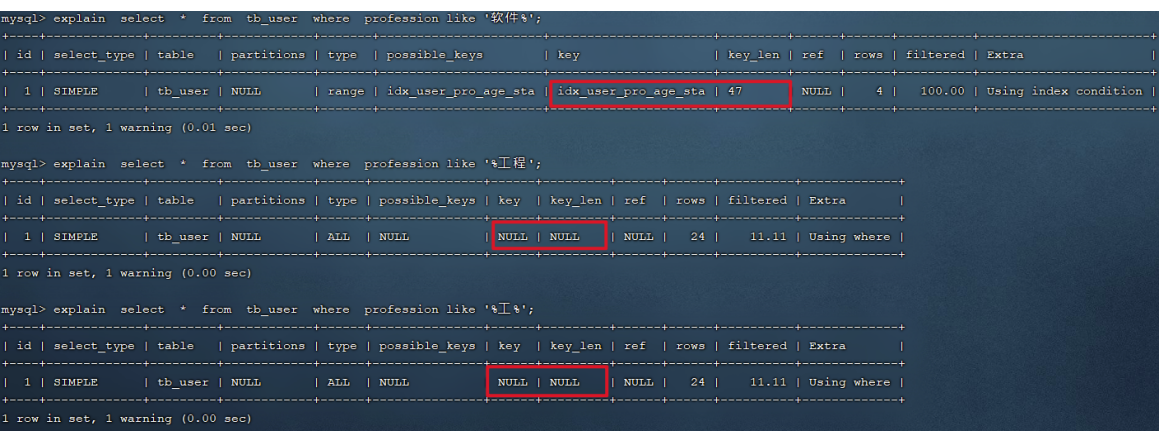 mysql> explain select * from tb_user where profession like '软件%';
+----+-------------+---------+------------+-------+----------------------+----------------------+---------+------+------+----------+-----------------------+
| id | select_type | table | partitions | type | possible_keys | key | key_len | ref | rows | filtered | Extra |
+----+-------------+---------+------------+-------+----------------------+----------------------+---------+------+------+----------+-----------------------+
| 1 | SIMPLE | tb_user | NULL | range | idx_user_pro_age_sta | idx_user_pro_age_sta | 47 | NULL | 4 | 100.00 | Using index condition |
+----+-------------+---------+------------+-------+----------------------+----------------------+---------+------+------+----------+-----------------------+
1 row in set, 1 warning (0.01 sec)
mysql> explain select * from tb_user where profession like '%工程';
+----+-------------+---------+------------+------+---------------+------+---------+------+------+----------+-------------+
| id | select_type | table | partitions | type | possible_keys | key | key_len | ref | rows | filtered | Extra |
+----+-------------+---------+------------+------+---------------+------+---------+------+------+----------+-------------+
| 1 | SIMPLE | tb_user | NULL | ALL | NULL | NULL | NULL | NULL | 24 | 11.11 | Using where |
+----+-------------+---------+------------+------+---------------+------+---------+------+------+----------+-------------+
1 row in set, 1 warning (0.00 sec)
mysql> explain select * from tb_user where profession like '%工%';
+----+-------------+---------+------------+------+---------------+------+---------+------+------+----------+-------------+
| id | select_type | table | partitions | type | possible_keys | key | key_len | ref | rows | filtered | Extra |
+----+-------------+---------+------------+------+---------------+------+---------+------+------+----------+-------------+
| 1 | SIMPLE | tb_user | NULL | ALL | NULL | NULL | NULL | NULL | 24 | 11.11 | Using where |
+----+-------------+---------+------------+------+---------------+------+---------+------+------+----------+-------------+
1 row in set, 1 warning (0.00 sec)